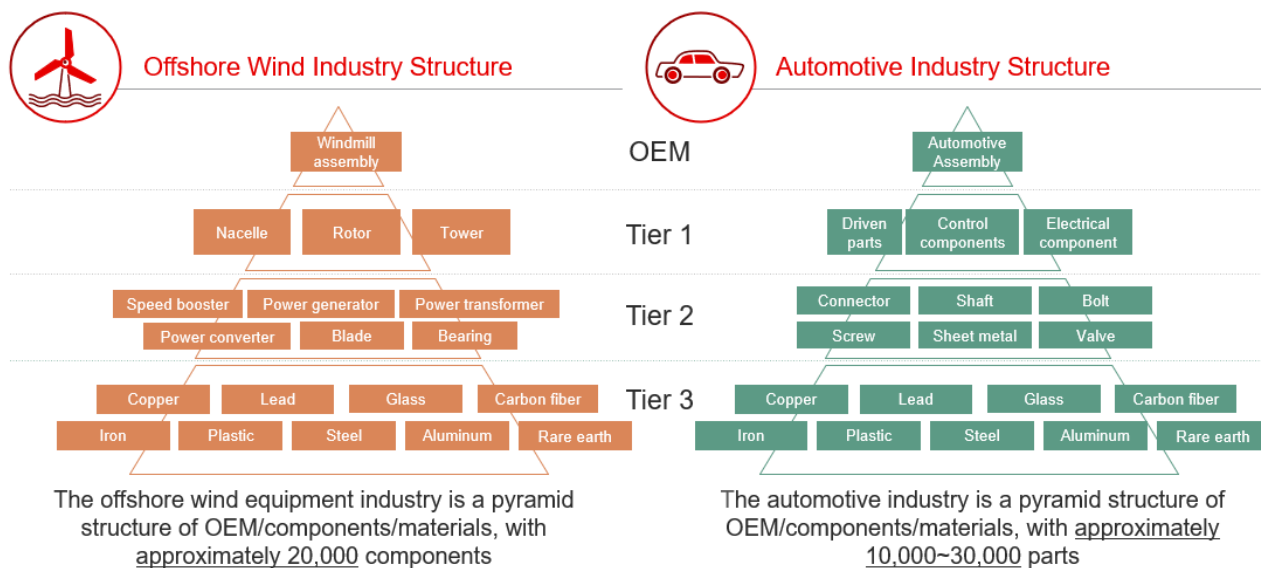 Offshore Wind Industry Structure
Automotive Industry Structure
Windmill
assembly
OEM
Automotive
Assembly
Nacelle
Rotor
Tower
Tier 1
Driven
parts
Control
components
Electrical
component
Speed booster
Power generator
Power transformer
Power converter
Blade
Bearing
Tier 2
Connector
Shaft
Bolt
Screw
Sheet metal
Valve
Copper
Lead
Glass
Carbon fiber
Iron
Plastic
Steel
Aluminum
Rare earth
Tier 3
Copper
Lead
Glass
Carbon fiber
Iron
Plastic
Steel
Aluminum
Rare earth
The offshore wind equipment industry is a pyramid
structure of OEM/components/materials, with
approximately 20,000 components
The automotive industry is a pyramid structure of
OEM/components/materials, with approximately
10,000~30,000 parts